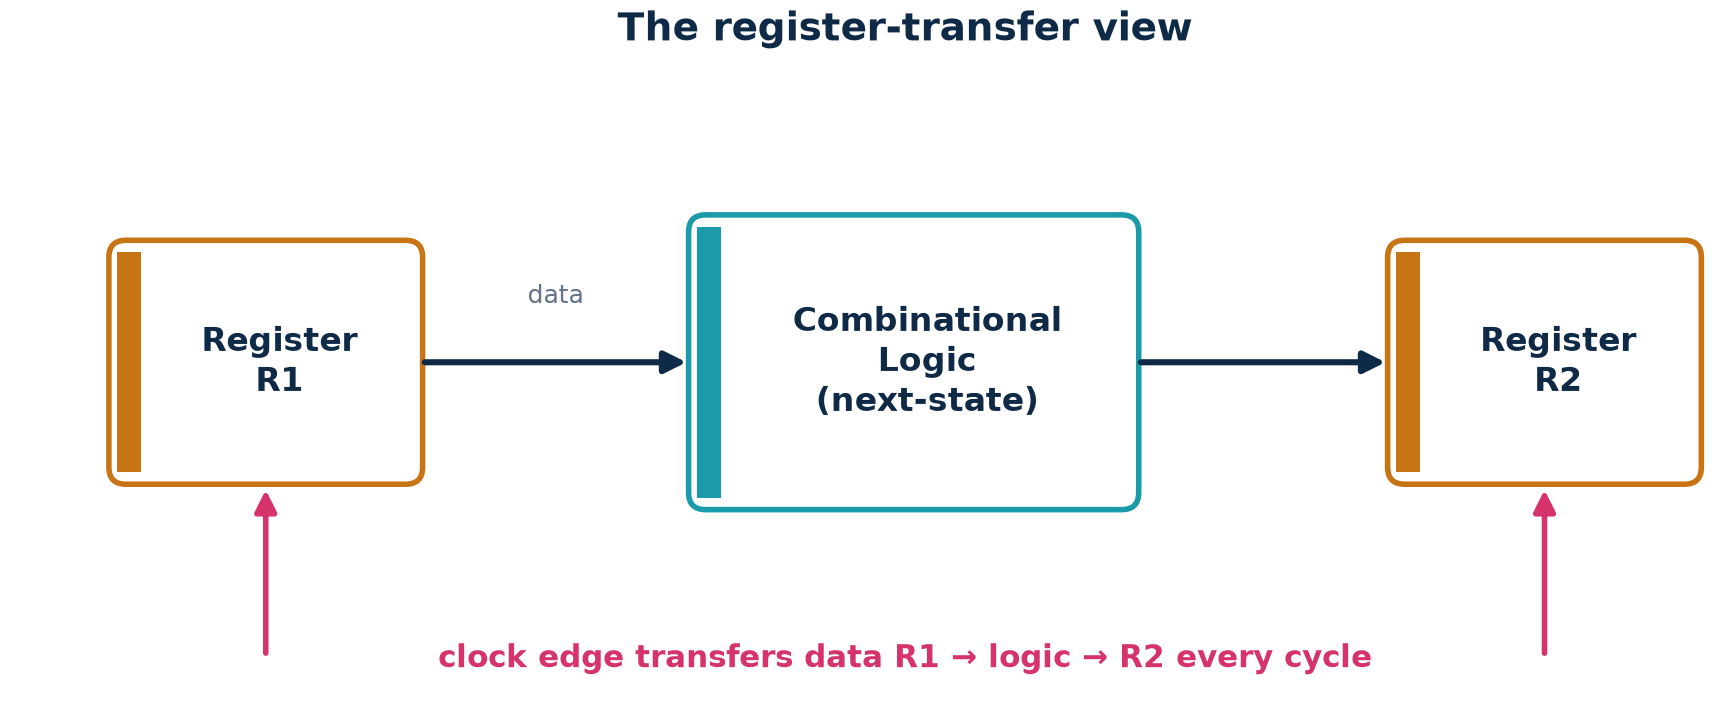 The register-transfer view
Register
R1
data
Combinational
Logic
(next-state)
Register
R2
clock edge transfers data R1 → logic → R2 every cycle